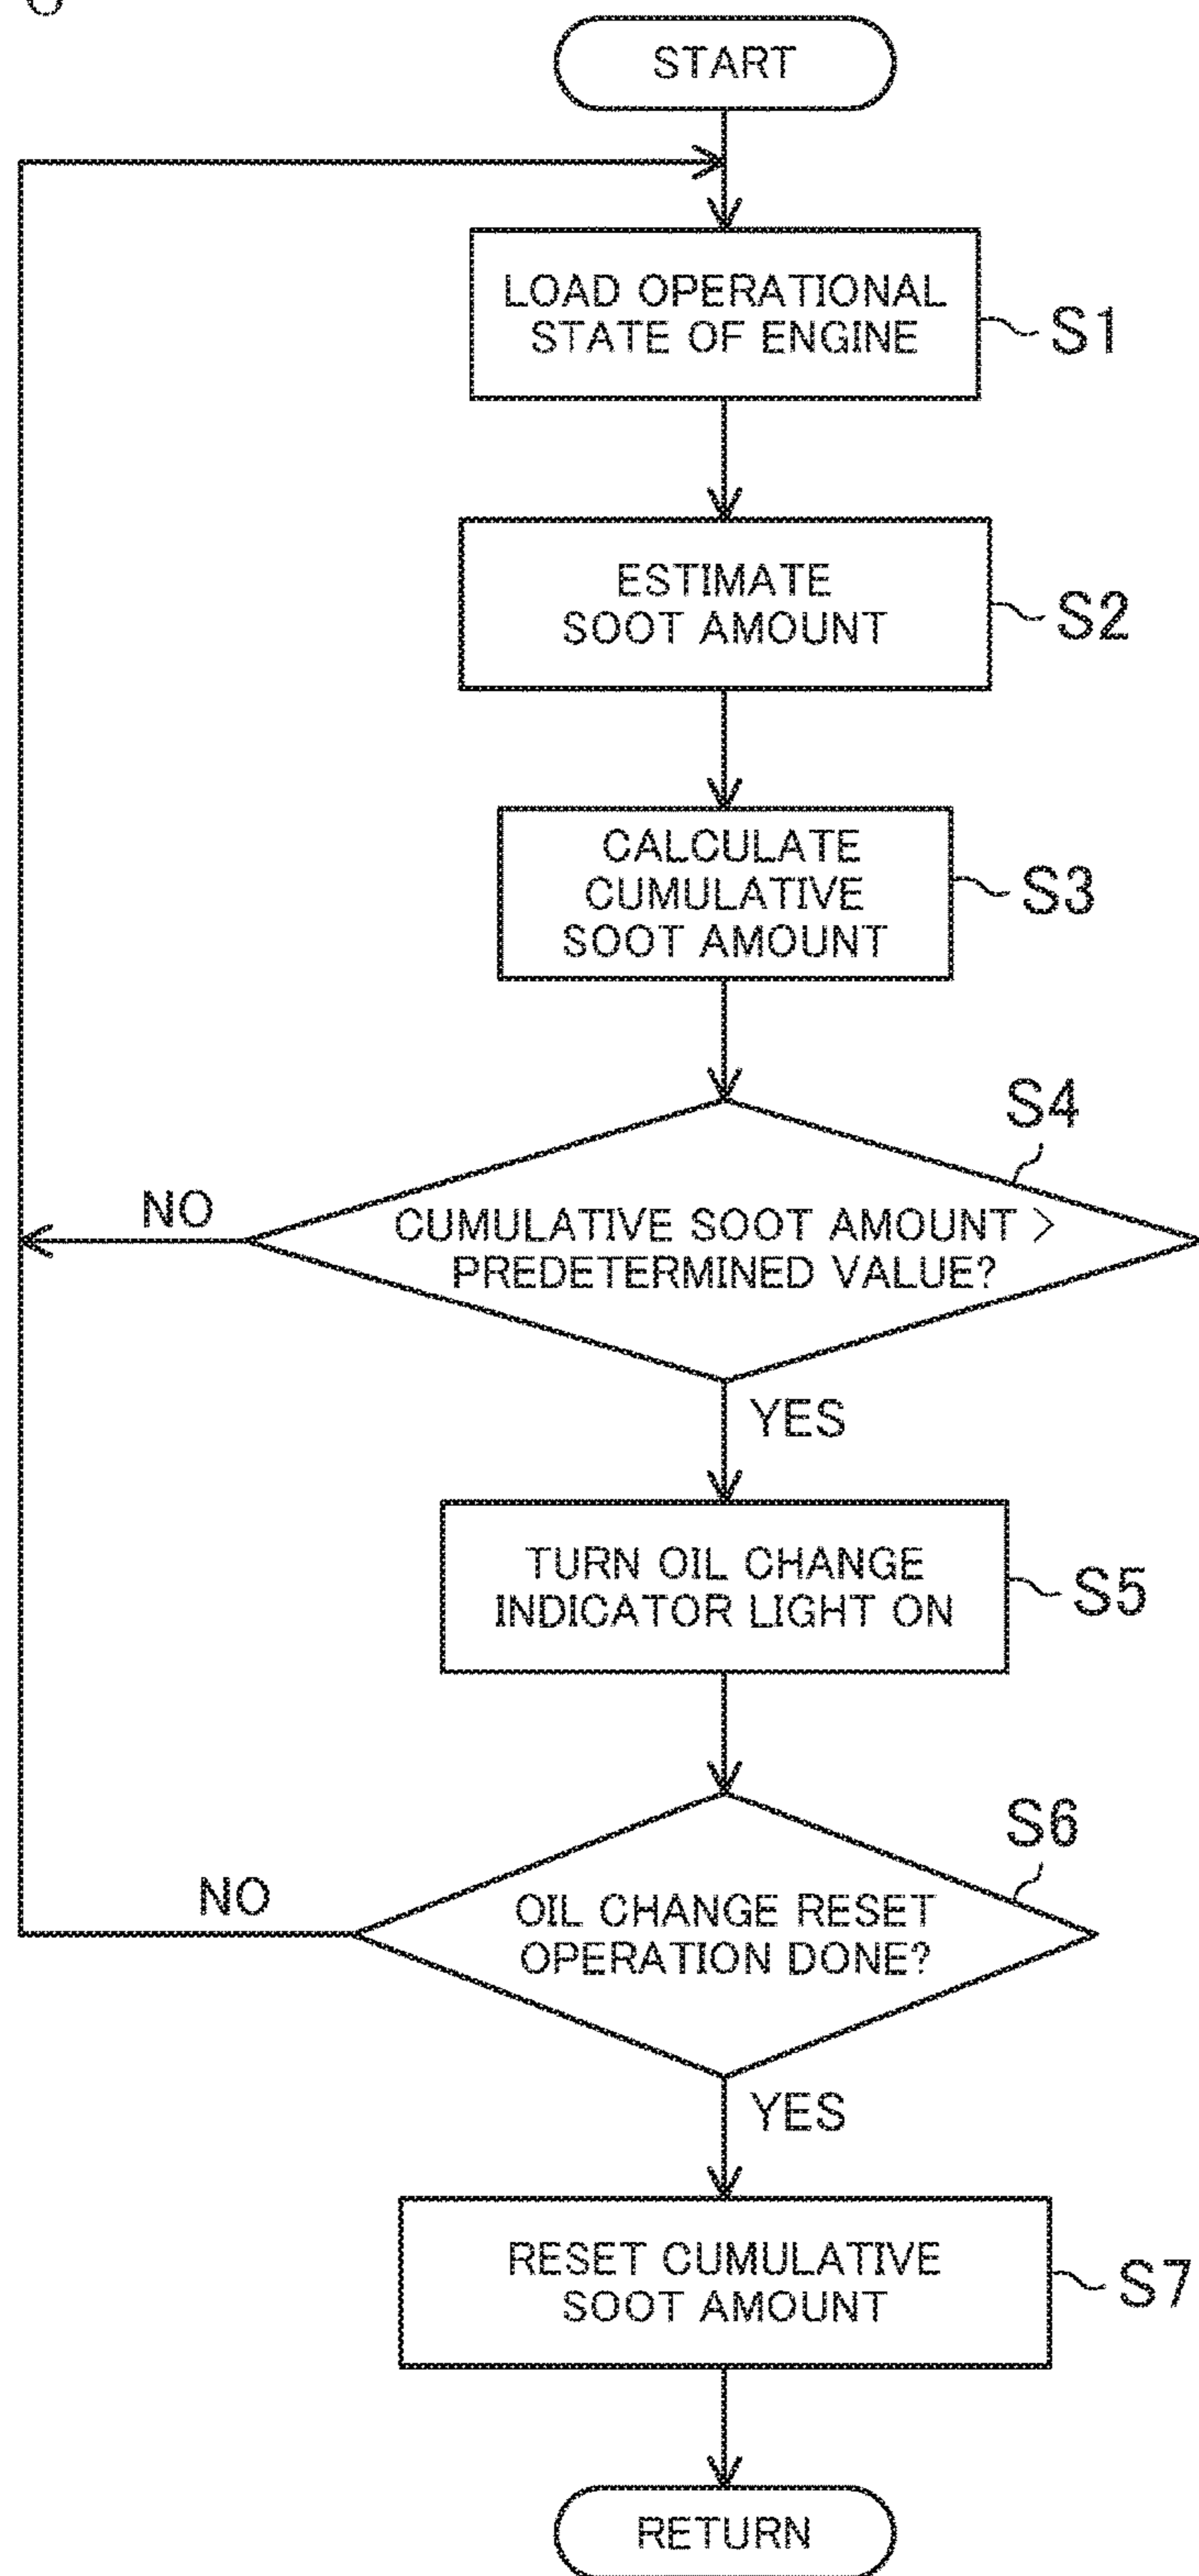 START
LOAD OPERATIONAL
STATE OF ENGINE
S1
ESTIMATE
SOOT AMOUNT
S2
CALCULATE
CUMULATIVE
SOOT AMOUNT
S3
S4
NO
CUMULATIVE SOOT AMOUNT >
PREDETERMINED VALUE?
YES
TURN OIL CHANGE
INDICATOR LIGHT ON
S5
S6
NO
OIL CHANGE RESET
OPERATION DONE?
YES
RESET CUMULATIVE
SOOT AMOUNT
S7
RETURN